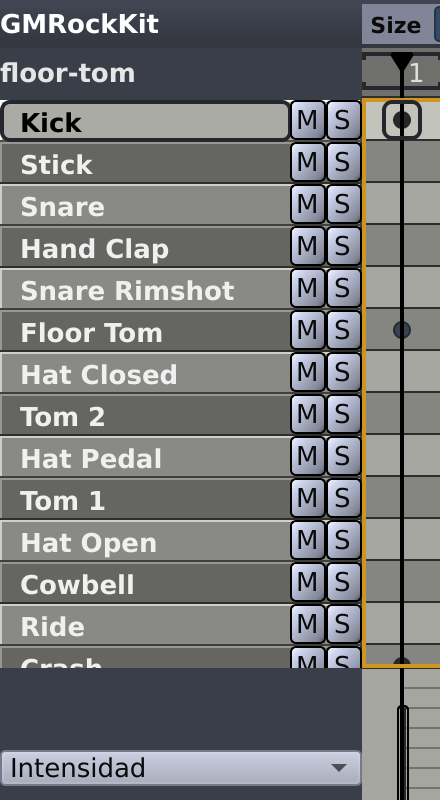 GMRockKit
Size
floor-tom
1
Kick M S
Stick M S
Snare M S
Hand Clap M S
Snare Rimshot M S
Floor Tom M S
Hat Closed M S
Tom 2 M S
Hat Pedal M S
Tom 1 M S
Hat Open M S
Cowbell M S
Ride M S
Crash M S
Intensidad